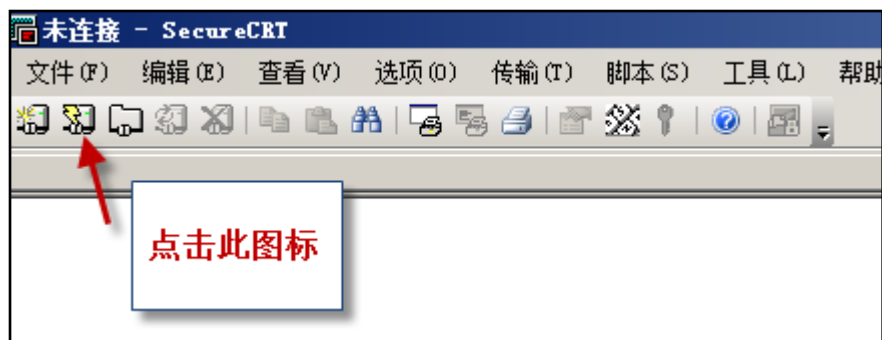 未连接 - SecureCRT
文件(F) 编辑(E) 查看(V) 选项(O) 传输(T) 脚本(S) 工具(L) 帮助
点击此图标